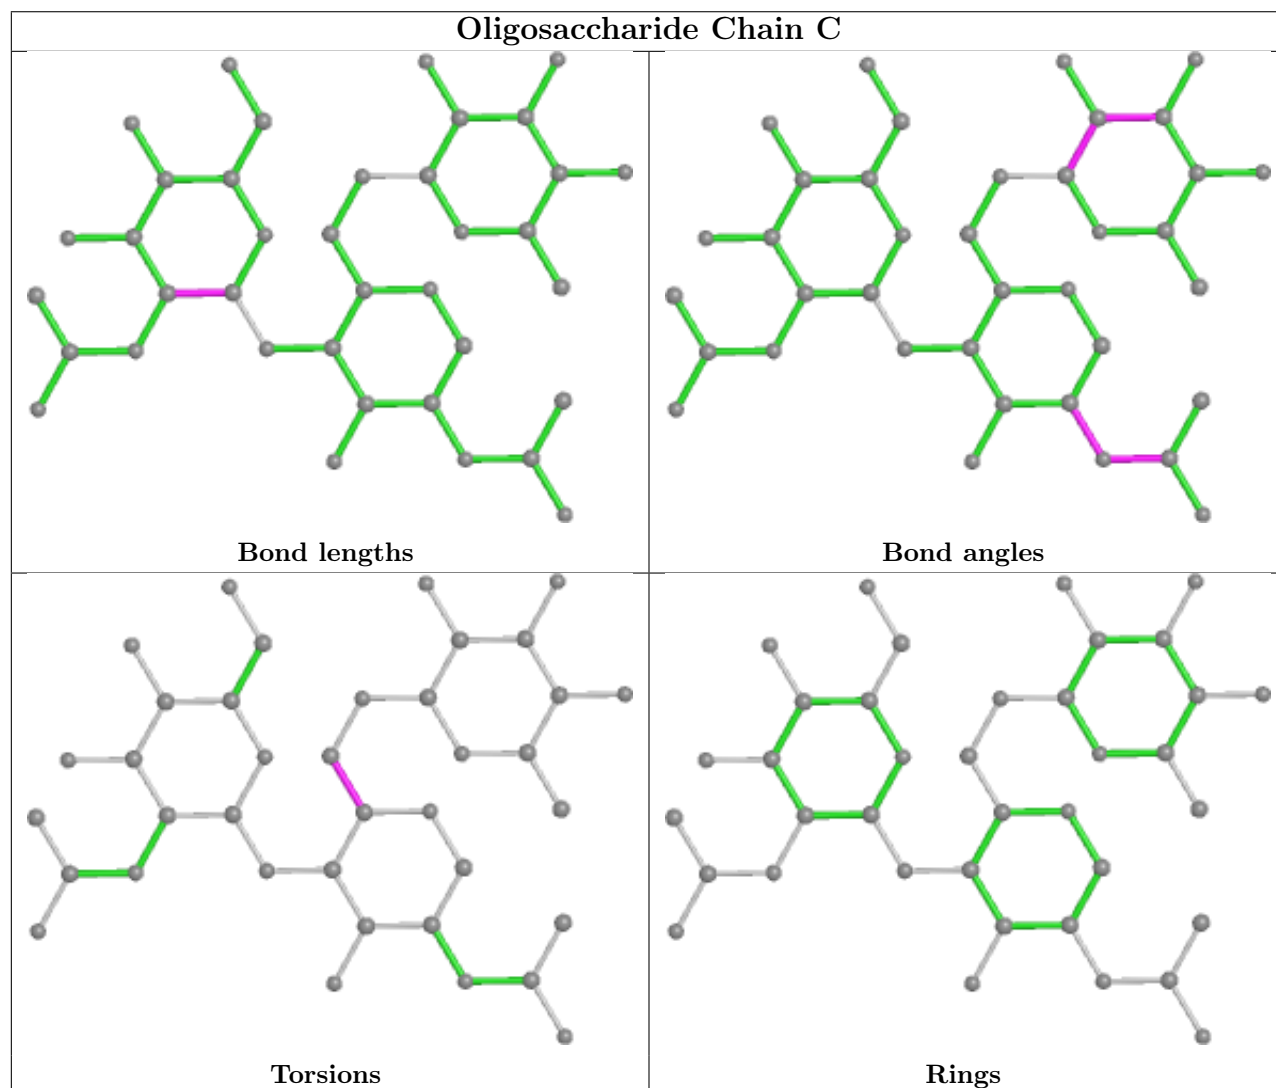 Oligosaccharide Chain C
Bond lengths
Bond angles
Torsions
Rings